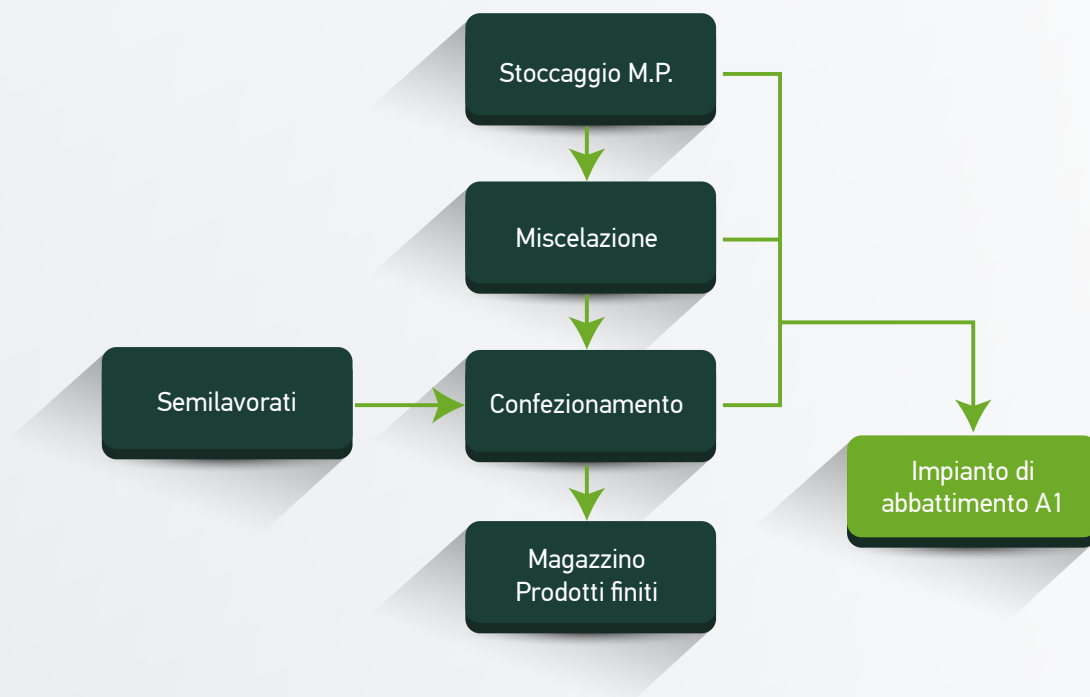 Stoccaggio M.P.
Miscelazione
Semilavorati
Confezionamento
Impianto di
abbattimento A1
Magazzino
Prodotti finiti